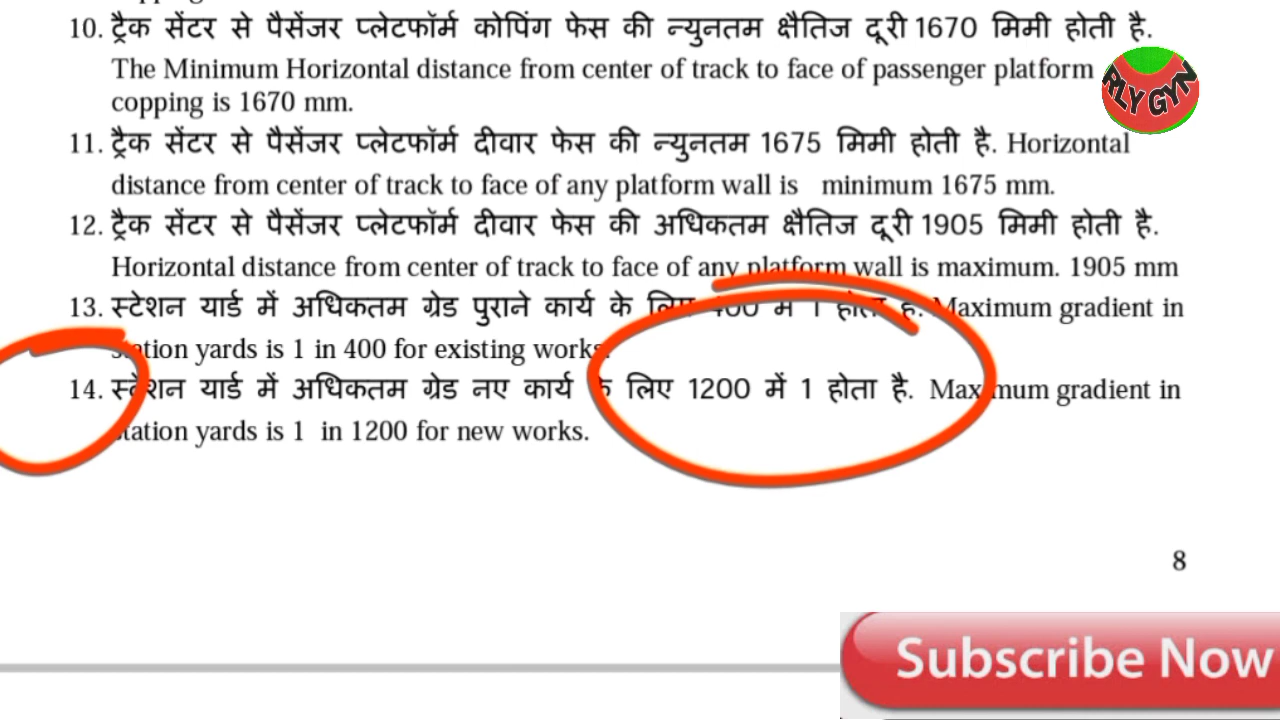 10. ट्रैक सेंटर से पैसेंजर प्लेटफॉर्म कोपिंग फेस की न्युनतम क्षैतिज दूरी 1670 मिमी होती है.
The Minimum Horizontal distance from center of track to face of passenger platform
copping is 1670 mm.
RLY GYN
11. ट्रैक सेंटर से पैसेंजर प्लेटफॉर्म दीवार फेस की न्युनतम 1675 मिमी होती है. Horizontal
distance from center of track to face of any platform wall is minimum 1675 mm.
12. ट्रैक सेंटर से पैसेंजर प्लेटफॉर्म दीवार फेस की अधिकतम क्षैतिज दूरी 1905 मिमी होती है.
Horizontal distance from center of track to face of any platform wall is maximum. 1905 mm
13. स्टेशन यार्ड में अधिकतम ग्रेड पुराने कार्य के लिए 400 में 1 होता है. Maximum gradient in
station yards is 1 in 400 for existing works.
14. स्टेशन यार्ड में अधिकतम ग्रेड नए कार्य के लिए 1200 में 1 होता है. Maximum gradient in
station yards is 1 in 1200 for new works.
8
Subscribe Now